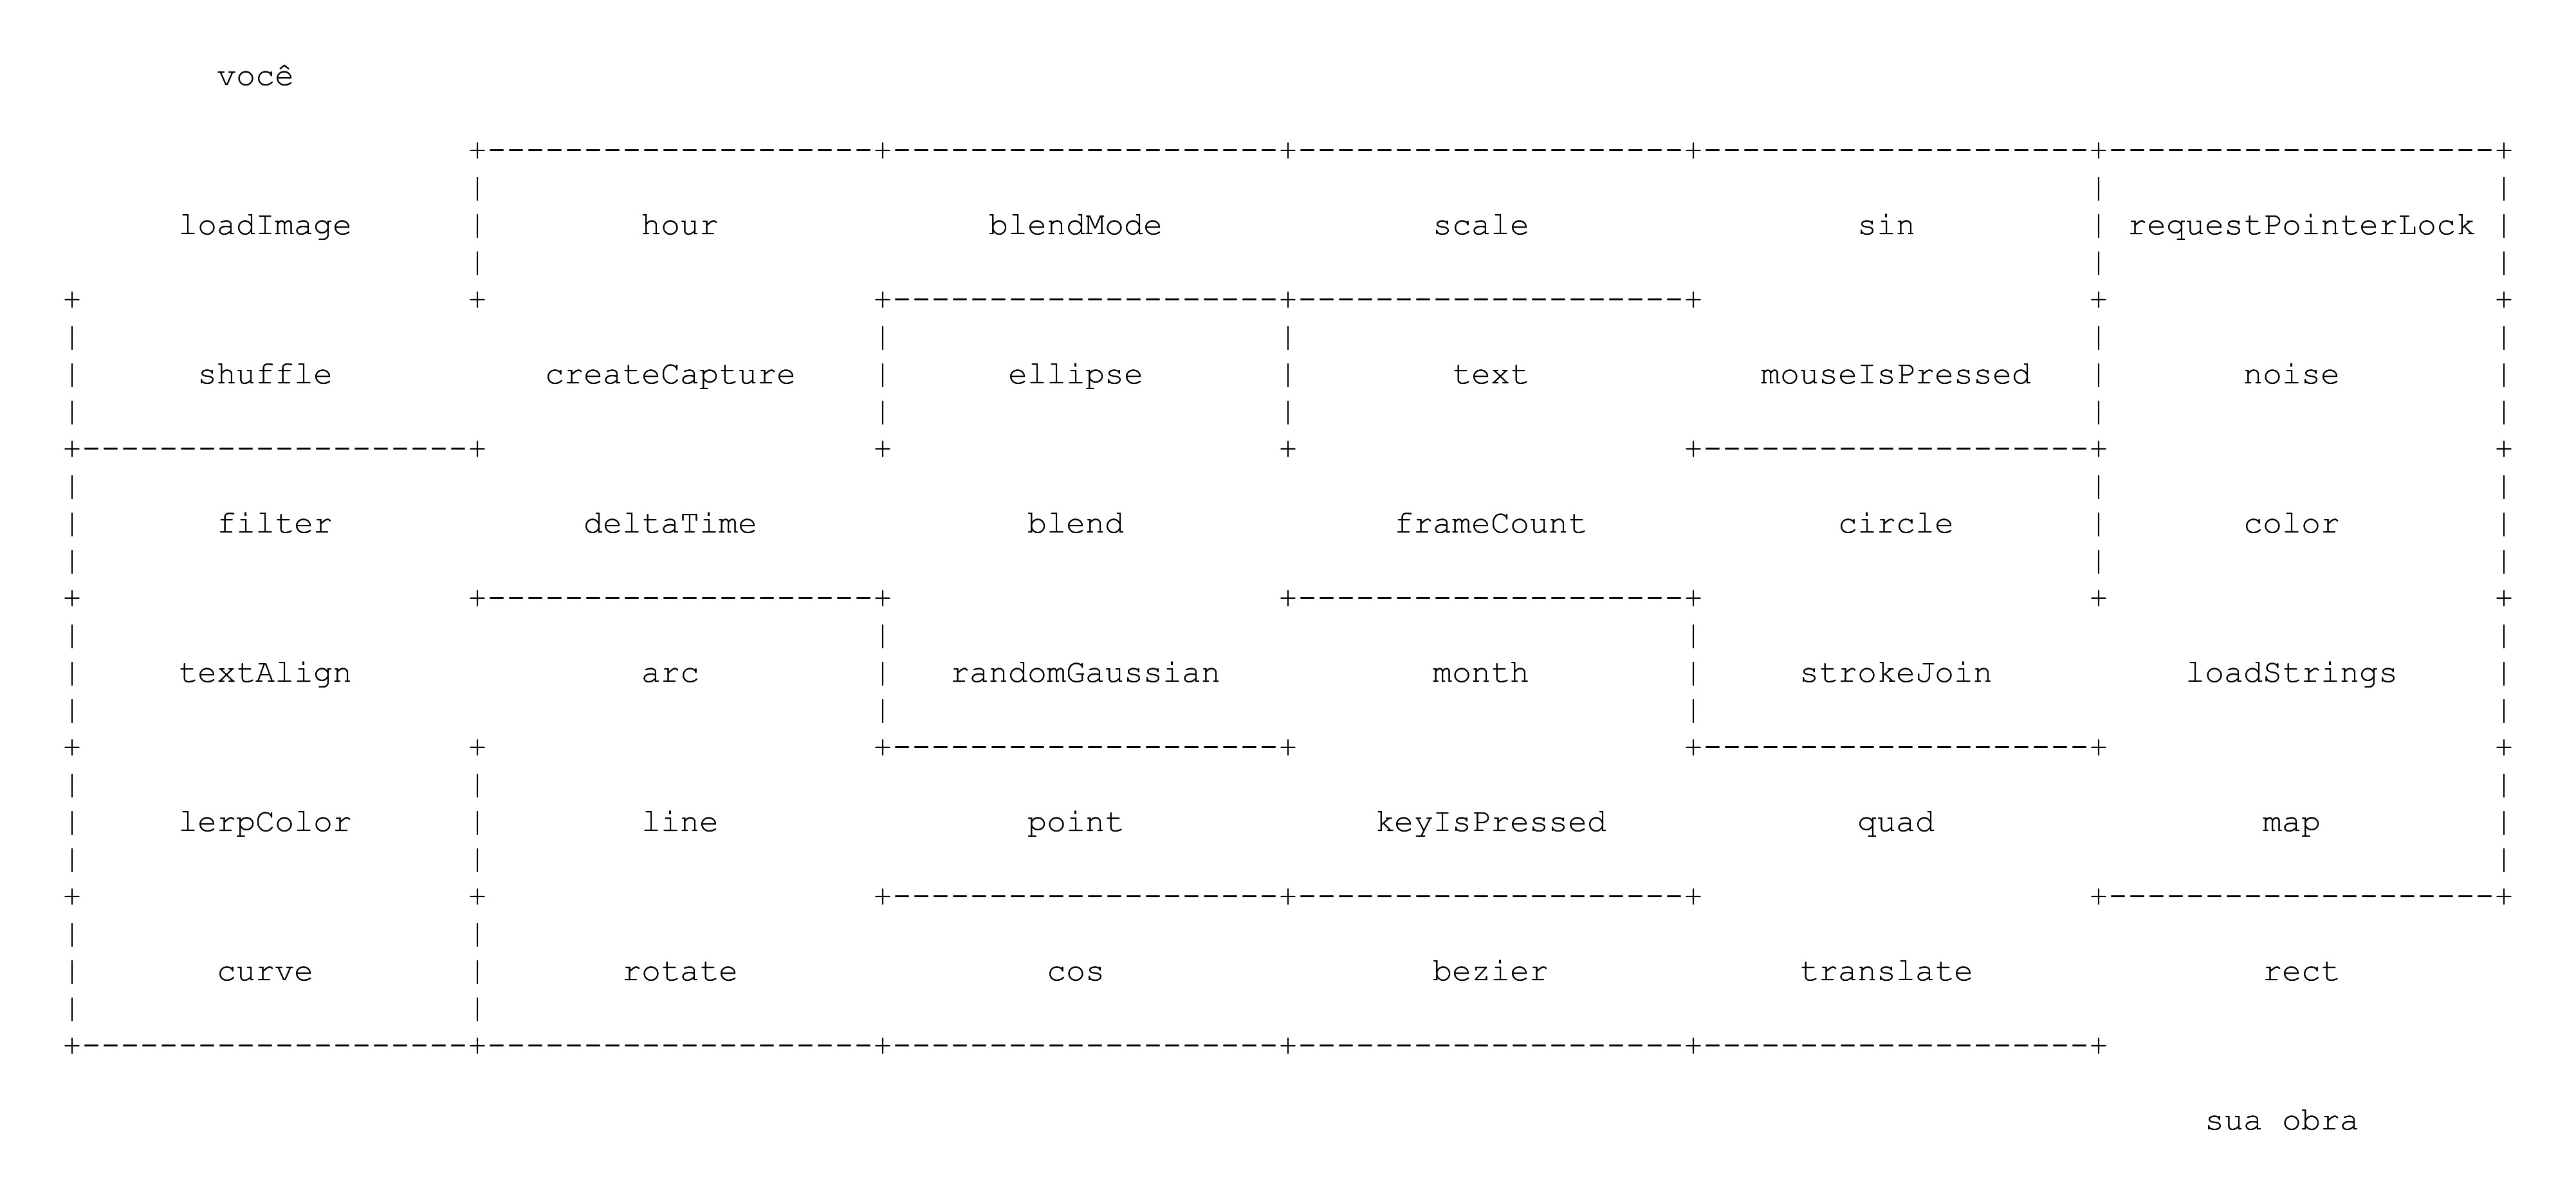 você
loadImage hour blendMode scale sin requestPointerLock
shuffle createCapture ellipse text mouseIsPressed noise
filter deltaTime blend frameCount circle color
textAlign arc randomGaussian month strokeJoin loadStrings
lerpColor line point keyIsPressed quad map
curve rotate cos bezier translate rect
sua obra